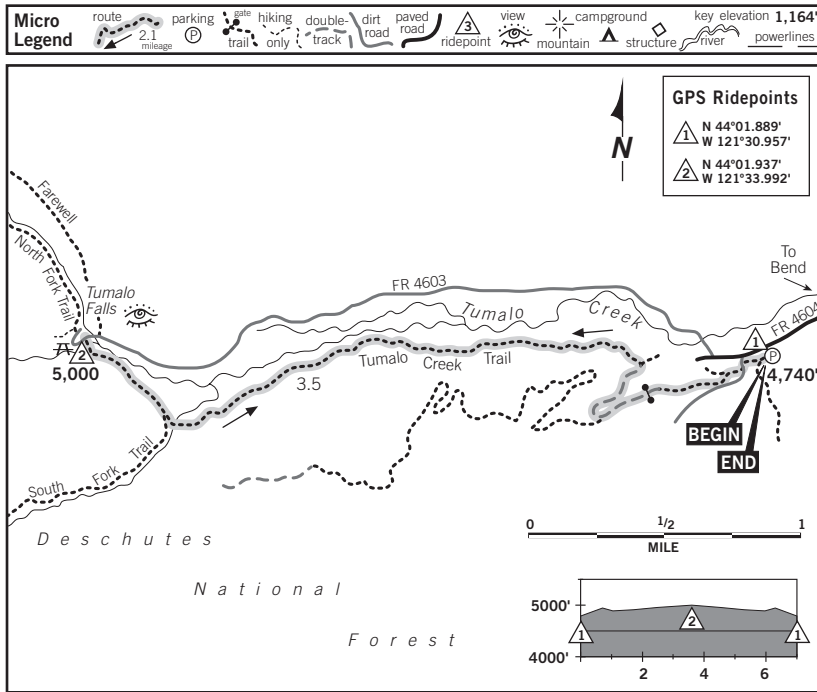 Micro
Legend
route
2.1
mileage
parking
P
gate
trail
hiking
only
double-
track
dirt
road
paved
road
3
ridepoint
view
mountain
campground
structure
key elevation 1,164'
river
powerlines
GPS Ridepoints
1 N 44°01.889'
W 121°30.957'
2 N 44°01.937'
W 121°33.992'
N
To
Bend
Farewell
North Fork Trail
Tumalo
Falls
FR 4603
Tumalo Creek
FR 4604
1
P
2
5,000
Tumalo Creek Trail
3.5
4,740'
BEGIN
END
South Fork Trail
Deschutes
National
Forest
0 1/2 1
MILE
5000'
4000'
1 2 1
2 4 6